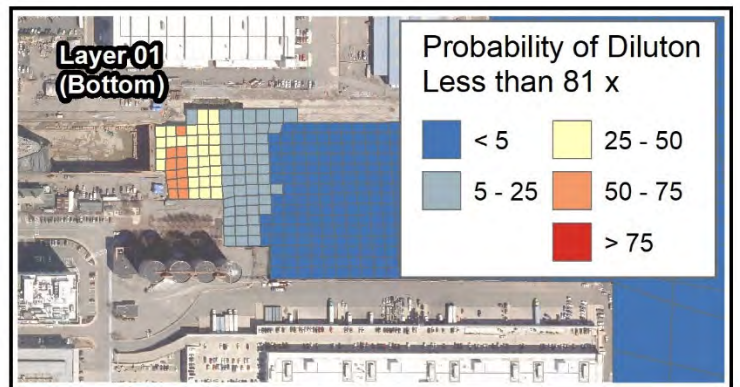 Layer 01
(Bottom)
Probability of Diluton
Less than 81 x
< 5
25 - 50
5 - 25
50 - 75
> 75